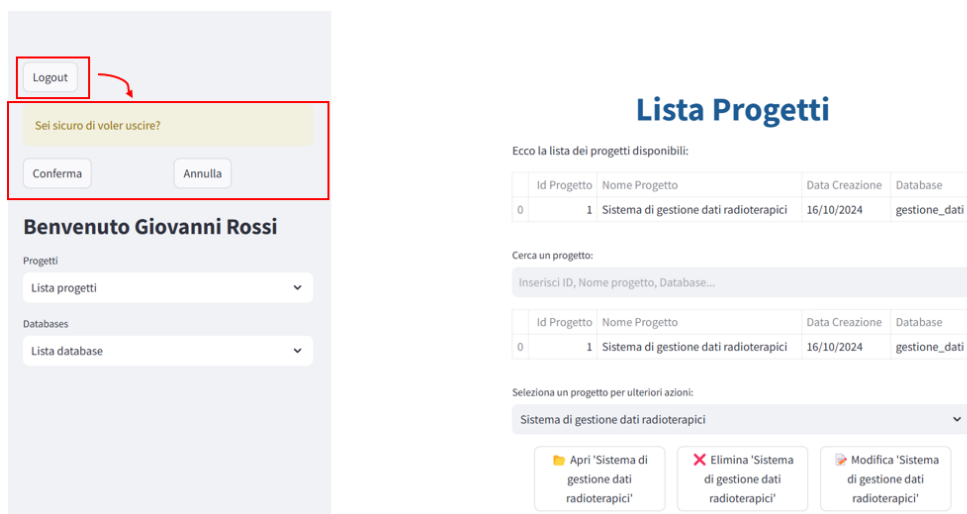 Logout
Sei sicuro di voler uscire?
Conferma
Annulla
Benvenuto Giovanni Rossi
Progetti
Lista progetti
Databases
Lista database
Lista Progetti
Ecco la lista dei progetti disponibili:
Id Progetto Nome Progetto Data Creazione Database
0 1 Sistema di gestione dati radioterapici 16/10/2024 gestione_dati
Cerca un progetto:
Inserisci ID, Nome progetto, Database...
Id Progetto Nome Progetto Data Creazione Database
0 1 Sistema di gestione dati radioterapici 16/10/2024 gestione_dati
Seleziona un progetto per ulteriori azioni:
Sistema di gestione dati radioterapici
📂 Apri 'Sistema di
gestione dati
radioterapici'
❌ Elimina 'Sistema
di gestione dati
radioterapici'
📝 Modifica 'Sistema
di gestione dati
radioterapici'